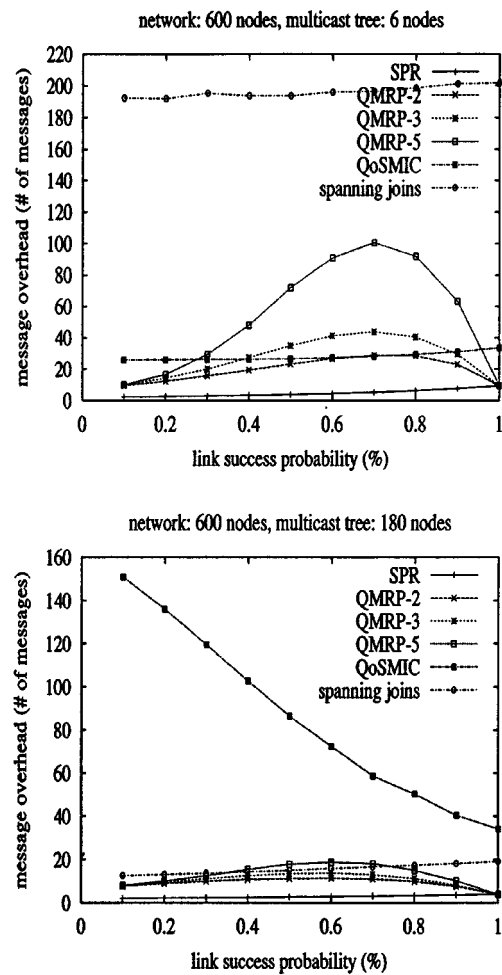 network: 600 nodes, multicast tree: 6 nodes
message overhead (# of messages)
220
200
180
160
140
120
100
80
60
40
20
0
SPR
QMRP-2
QMRP-3
QMRP-5
QoSMIC
spanning joins
0 0.2 0.4 0.6 0.8 1
link success probability (%)
network: 600 nodes, multicast tree: 180 nodes
message overhead (# of messages)
160
140
120
100
80
60
40
20
0
SPR
QMRP-2
QMRP-3
QMRP-5
QoSMIC
spanning joins
0 0.2 0.4 0.6 0.8 1
link success probability (%)